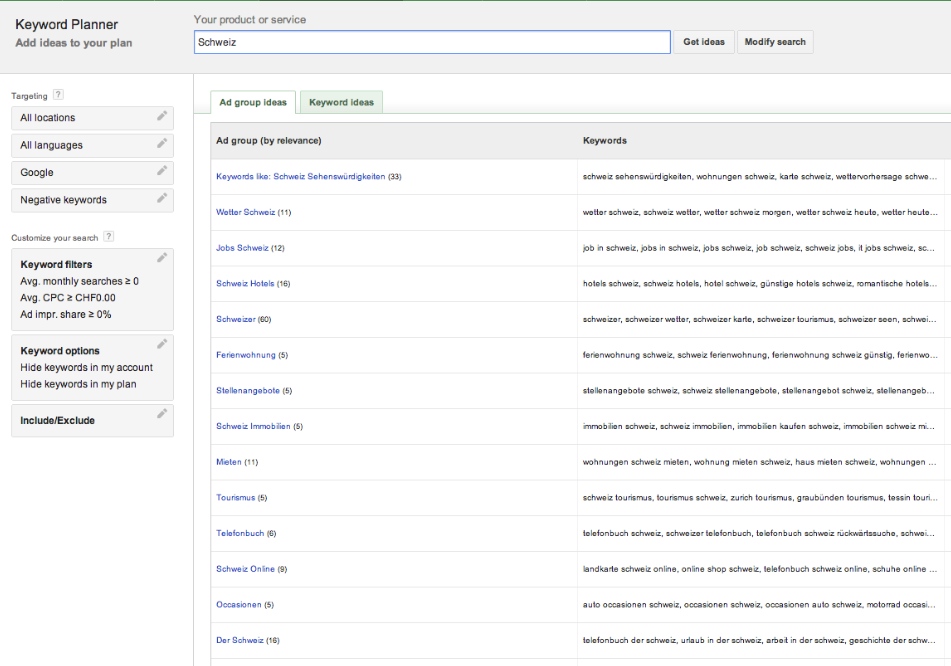 Keyword Planner
Add ideas to your plan
Your product or service
Schweiz
Get ideas
Modify search
Targeting ?
All locations
All languages
Google
Negative keywords
Customize your search ?
Keyword filters
Avg. monthly searches ≥ 0
Avg. CPC ≥ CHF0.00
Ad impr. share ≥ 0%
Keyword options
Hide keywords in my account
Hide keywords in my plan
Include/Exclude
Ad group ideas
Keyword ideas
Ad group (by relevance) Keywords
Keywords like: Schweiz Sehenswürdigkeiten (33) schweiz sehenswürdigkeiten, wohnungen schweiz, karte schweiz, wettervorhersage schwe...
Wetter Schweiz (11) wetter schweiz, schweiz wetter, wetter schweiz morgen, wetter schweiz heute, wetter heute...
Jobs Schweiz (12) job in schweiz, jobs in schweiz, jobs schweiz, job schweiz, schweiz jobs, it jobs schweiz, sc...
Schweiz Hotels (16) hotels schweiz, schweiz hotels, hotel schweiz, günstige hotels schweiz, romantische hotels...
Schweizer (60) schweizer, schweizer wetter, schweizer karte, schweizer tourismus, schweizer seen, schwei...
Ferienwohnung (5) ferienwohnung schweiz, schweiz ferienwohnung, ferienwohnung schweiz günstig, ferienwo...
Stellenangebote (5) stellenangebote schweiz, schweiz stellenangebote, stellenangebot schweiz, stellenangeb...
Schweiz Immobilien (5) immobilien schweiz, schweiz immobilien, immobilien kaufen schweiz, immobilien schweiz mi...
Mieten (11) wohnungen schweiz mieten, wohnung mieten schweiz, haus mieten schweiz, wohnungen ...
Tourismus (5) schweiz tourismus, tourismus schweiz, zurich tourismus, graubünden tourismus, tessin touri...
Telefonbuch (6) telefonbuch schweiz, schweizer telefonbuch, telefonbuch schweiz rückwärtssuche, schwei...
Schweiz Online (9) landkarte schweiz online, online shop schweiz, telefonbuch schweiz online, schuhe online ...
Occasionen (5) auto occasionen schweiz, occasionen schweiz, occasionen auto schweiz, motorrad occasi...
Der Schweiz (16) telefonbuch der schweiz, urlaub in der schweiz, arbeit in der schweiz, geschichte der schw...